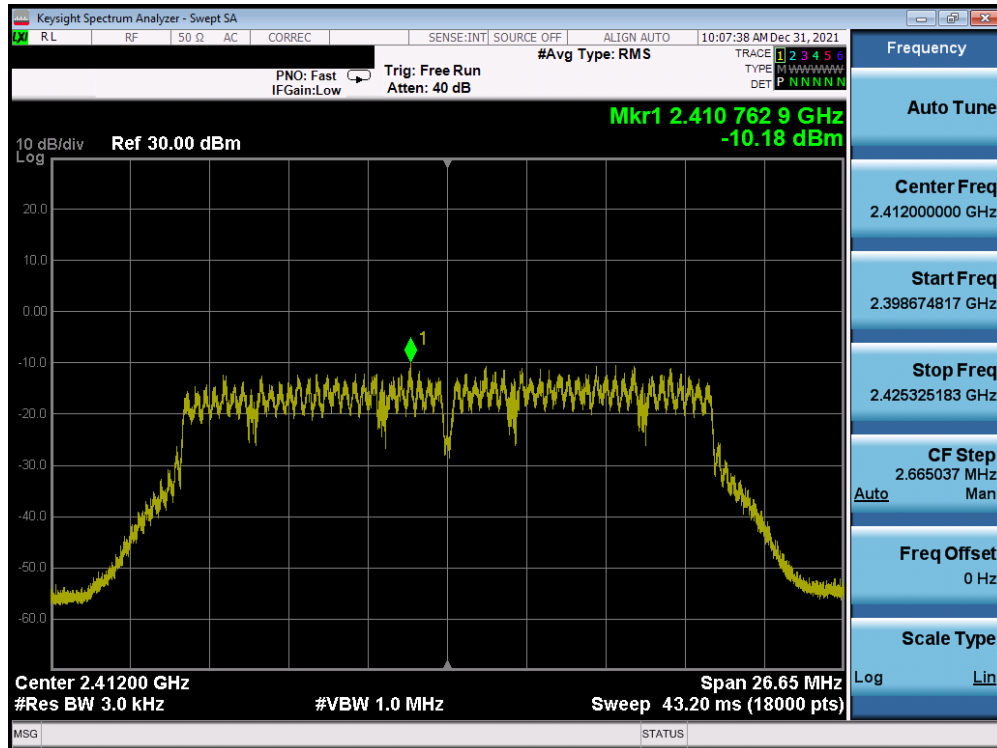 Keysight Spectrum Analyzer - Swept SA
LXI RL RF 50 Ω AC CORREC SENSE:INT SOURCE OFF ALIGN AUTO 10:07:38 AM Dec 31, 2021
#Avg Type: RMS TRACE 1 2 3 4 5 6
PNO: Fast Trig: Free Run TYPE M W W W W W
IFGain:Low Atten: 40 dB DET P N N N N N
Mkr1 2.410 762 9 GHz
10 dB/div Ref 30.00 dBm -10.18 dBm
Log
1
20.0
10.0
0.00
-10.0
-20.0
-30.0
-40.0
-50.0
-60.0
Center 2.41200 GHz Span 26.65 MHz
#Res BW 3.0 kHz #VBW 1.0 MHz Sweep 43.20 ms (18000 pts)
MSG STATUS
Frequency
Auto Tune
Center Freq
2.412000000 GHz
Start Freq
2.398674817 GHz
Stop Freq
2.425325183 GHz
CF Step
2.665037 MHz
Auto Man
Freq Offset
0 Hz
Scale Type
Log Lin